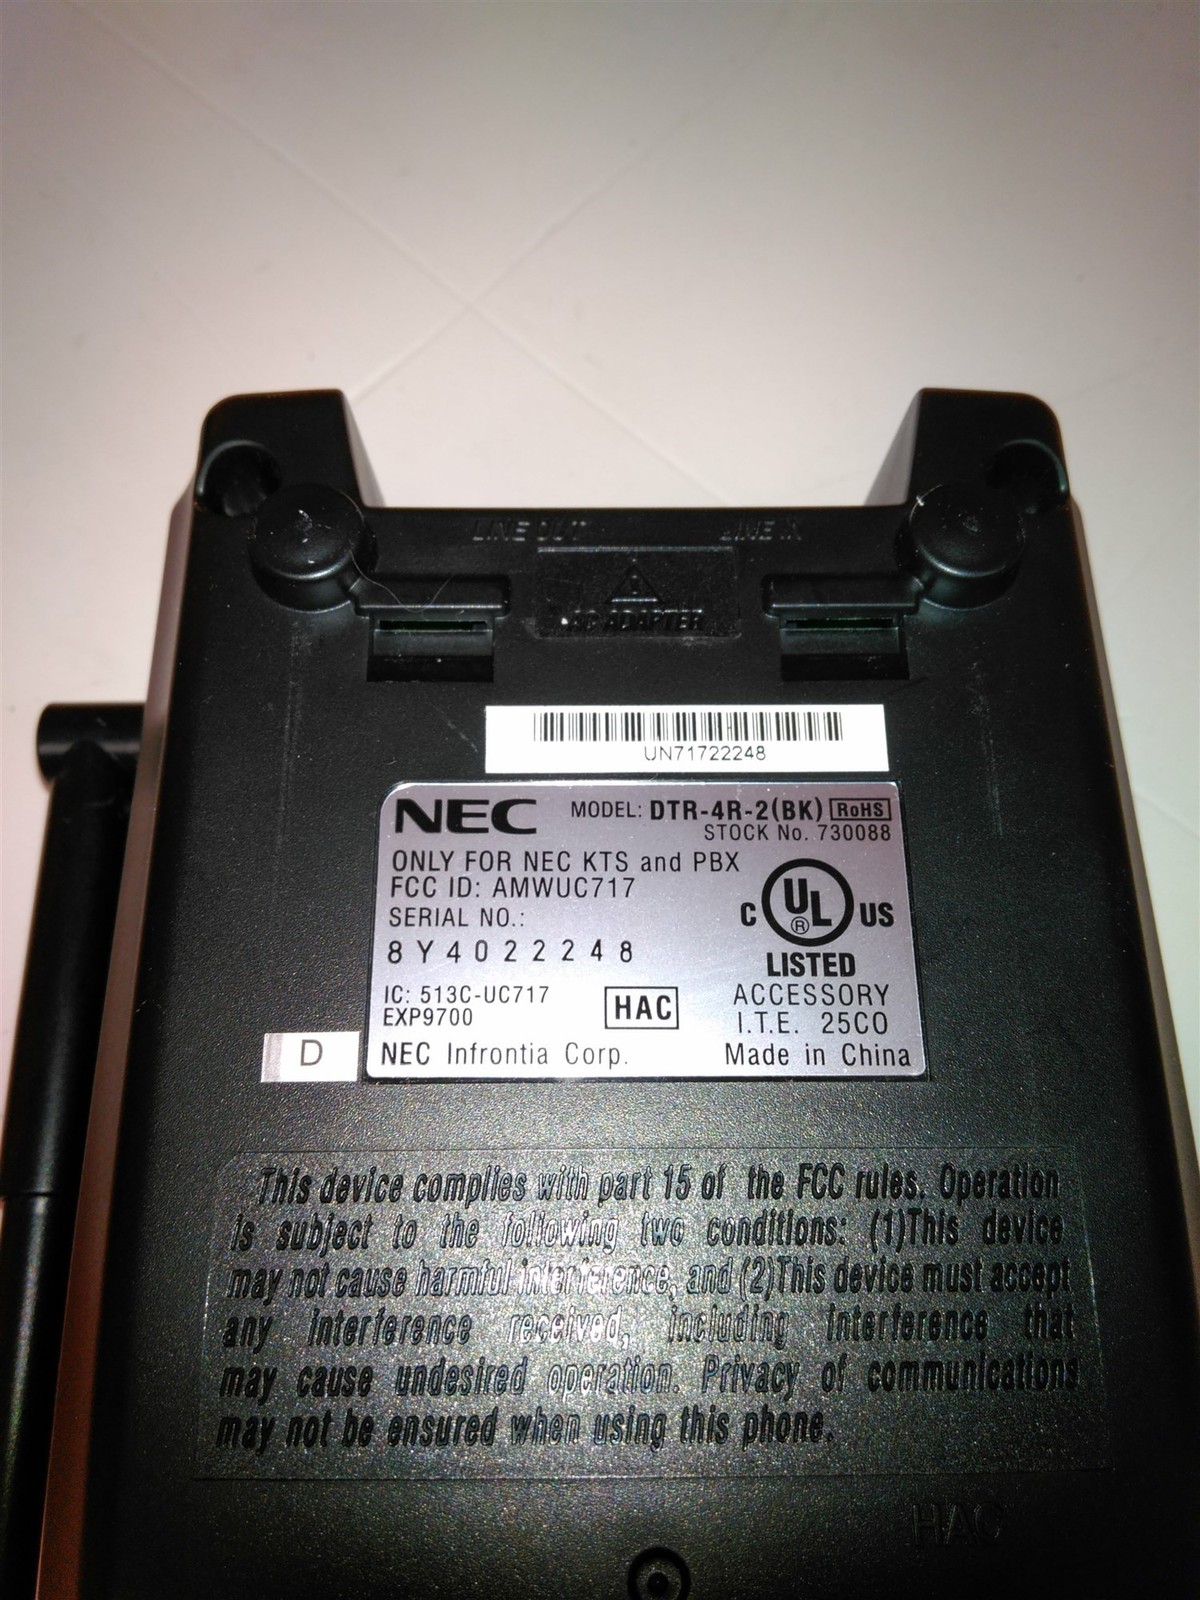 LINE OUT LINE IN
AC ADAPTER
UN71722248
NEC MODEL: DTR-4R-2(BK) RoHS
STOCK No. 730088
ONLY FOR NEC KTS and PBX
FCC ID: AMWUC717
SERIAL NO.:
8Y4022248
C UL ® US
LISTED
IC: 513C-UC717
EXP9700
HAC
ACCESSORY
I.T.E. 25CO
NEC Infrontia Corp. Made in China
D
This device complies with part 15 of the FCC rules. Operation
is subject to the following two conditions: (1)This device
may not cause harmful interference, and (2)This device must accept
any interference received, including interference that
may cause undesired operation. Privacy of communications
may not be ensured when using this phone.
HAC